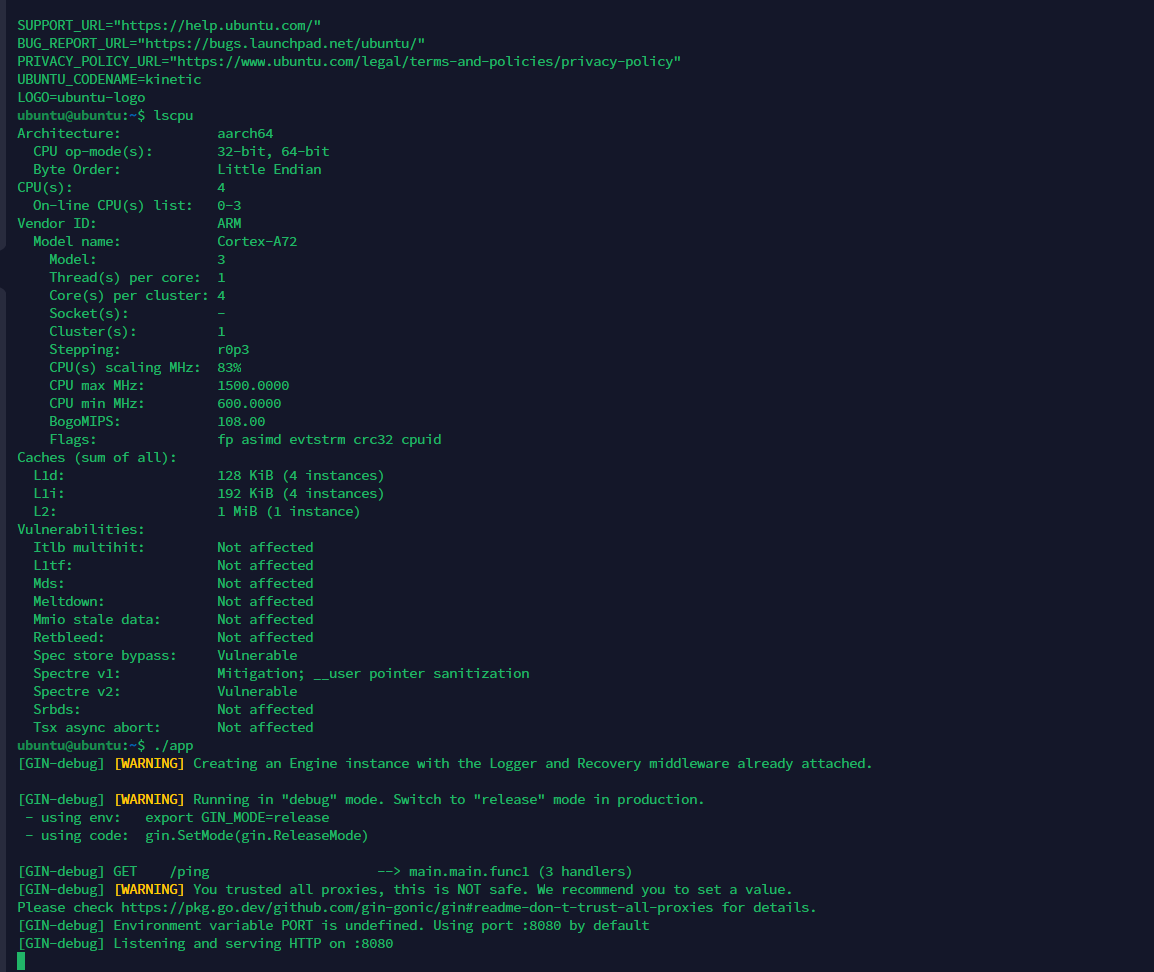 SUPPORT_URL="https://help.ubuntu.com/"
BUG_REPORT_URL="https://bugs.launchpad.net/ubuntu/"
PRIVACY_POLICY_URL="https://www.ubuntu.com/legal/terms-and-policies/privacy-policy"
UBUNTU_CODENAME=kinetic
LOGO=ubuntu-logo
ubuntu@ubuntu:~$ lscpu
Architecture:            aarch64
  CPU op-mode(s):        32-bit, 64-bit
  Byte Order:            Little Endian
CPU(s):                  4
  On-line CPU(s) list:   0-3
Vendor ID:               ARM
  Model name:            Cortex-A72
    Model:               3
    Thread(s) per core:  1
    Core(s) per cluster: 4
    Socket(s):           -
    Cluster(s):          1
    Stepping:            r0p3
    CPU(s) scaling MHz:  83%
    CPU max MHz:         1500.0000
    CPU min MHz:         600.0000
    BogoMIPS:            108.00
    Flags:               fp asimd evtstrm crc32 cpuid
Caches (sum of all):
  L1d:                   128 KiB (4 instances)
  L1i:                   192 KiB (4 instances)
  L2:                    1 MiB (1 instance)
Vulnerabilities:
  Itlb multihit:         Not affected
  L1tf:                  Not affected
  Mds:                   Not affected
  Meltdown:              Not affected
  Mmio stale data:       Not affected
  Retbleed:              Not affected
  Spec store bypass:     Vulnerable
  Spectre v1:            Mitigation; __user pointer sanitization
  Spectre v2:            Vulnerable
  Srbds:                 Not affected
  Tsx async abort:       Not affected
ubuntu@ubuntu:~$ ./app
[GIN-debug] [WARNING] Creating an Engine instance with the Logger and Recovery middleware already attached.
[GIN-debug] [WARNING] Running in "debug" mode. Switch to "release" mode in production.
 - using env:   export GIN_MODE=release
 - using code:  gin.SetMode(gin.ReleaseMode)
[GIN-debug] GET    /ping                     --> main.main.func1 (3 handlers)
[GIN-debug] [WARNING] You trusted all proxies, this is NOT safe. We recommend you to set a value.
Please check https://pkg.go.dev/github.com/gin-gonic/gin#readme-don-t-trust-all-proxies for details.
[GIN-debug] Environment variable PORT is undefined. Using port :8080 by default
[GIN-debug] Listening and serving HTTP on :8080